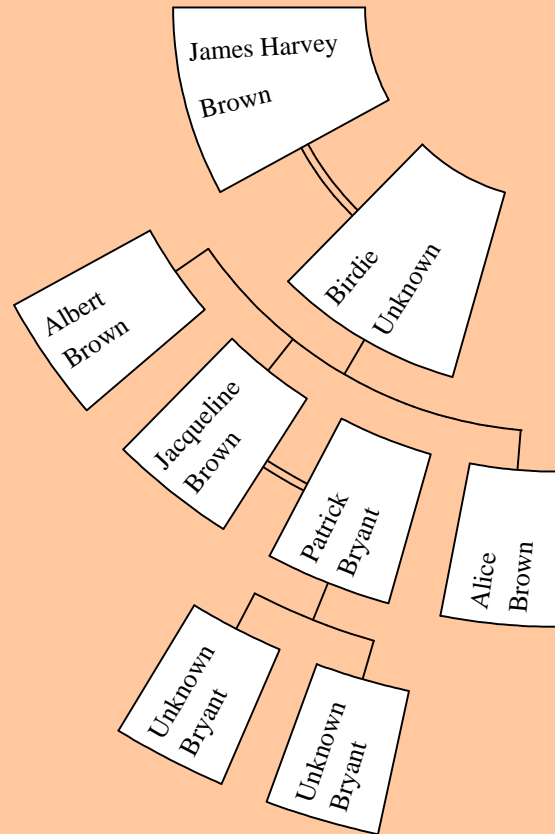 James Harvey
Brown
Birdie
Unknown
Albert
Brown
Jacqueline
Brown
Patrick
Bryant
Alice
Brown
Unknown
Bryant
Unknown
Bryant